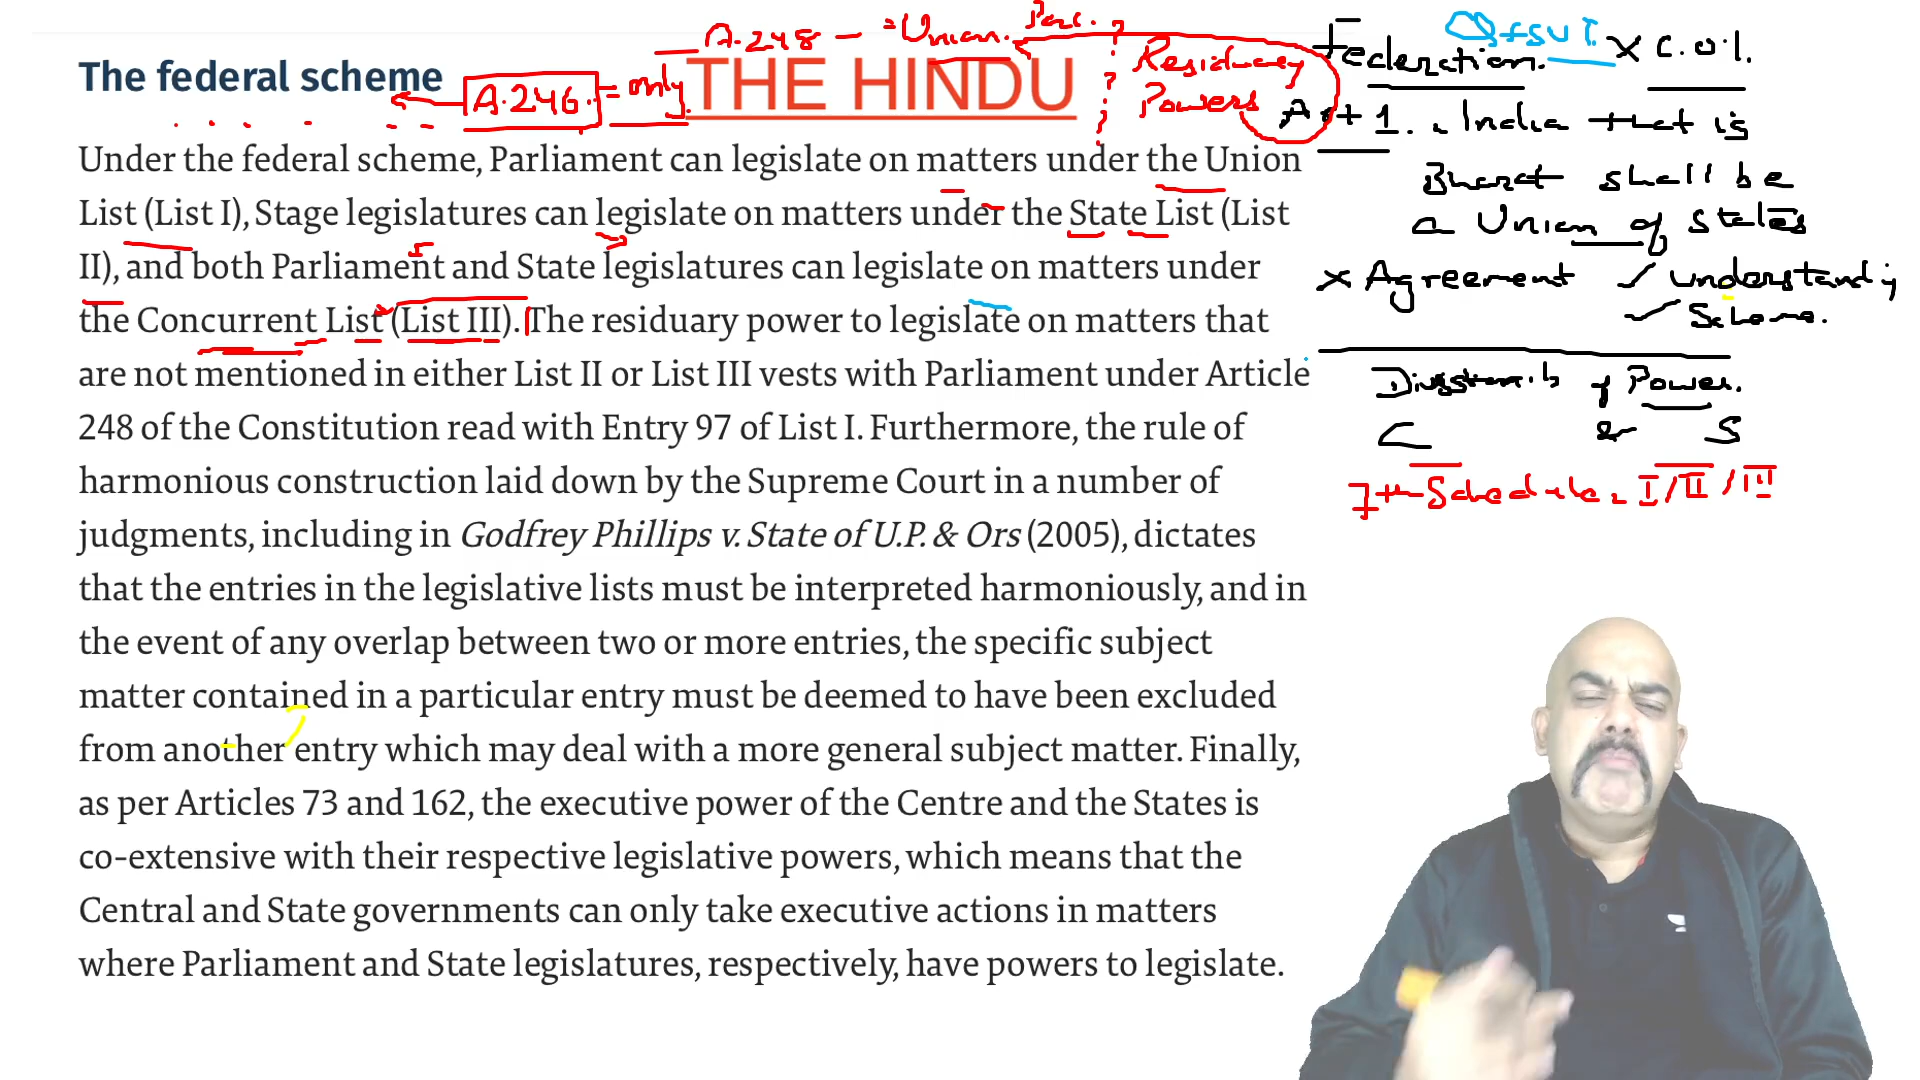 A.248 - = Union. Parl.
The federal scheme
A.246. = only
THE HINDU
Residuary
Powers
Federation. x C.O.I.
Art 1. India that is
Bharat shall be
a Union of States
x Agreement ✓ understanding
✓ Scheme.
of Power.
C & S
7th Schedule I/II/III
Under the federal scheme, Parliament can legislate on matters under the Union
List (List I), Stage legislatures can legislate on matters under the State List (List
II), and both Parliament and State legislatures can legislate on matters under
the Concurrent List (List III). The residuary power to legislate on matters that
are not mentioned in either List II or List III vests with Parliament under Article
248 of the Constitution read with Entry 97 of List I. Furthermore, the rule of
harmonious construction laid down by the Supreme Court in a number of
judgments, including in Godfrey Phillips v. State of U.P. & Ors (2005), dictates
that the entries in the legislative lists must be interpreted harmoniously, and in
the event of any overlap between two or more entries, the specific subject
matter contained in a particular entry must be deemed to have been excluded
from another entry which may deal with a more general subject matter. Finally,
as per Articles 73 and 162, the executive power of the Centre and the States is
co-extensive with their respective legislative powers, which means that the
Central and State governments can only take executive actions in matters
where Parliament and State legislatures, respectively, have powers to legislate.